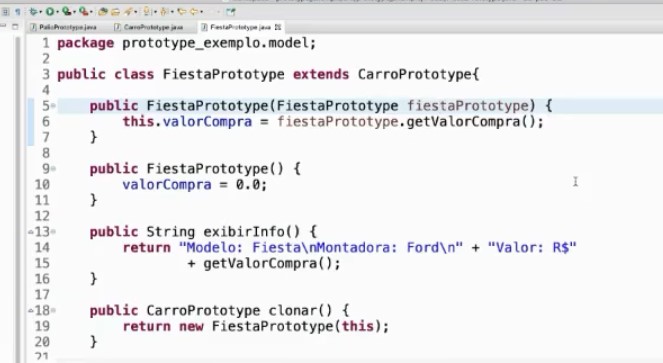 PalioPrototype.java CarroPrototype.java FiestaPrototype.java
1 package prototype_exemplo.model;
2
3 public class FiestaPrototype extends CarroPrototype{
4
5 public FiestaPrototype(FiestaPrototype fiestaPrototype) {
6 this.valorCompra = fiestaPrototype.getValorCompra();
7 }
8
9 public FiestaPrototype() {
10 valorCompra = 0.0;
11 }
12
13 public String exibirInfo() {
14 return "Modelo: Fiesta\nMontadora: Ford\n" + "Valor: R$"
15 + getValorCompra();
16 }
17
18 public CarroPrototype clonar() {
19 return new FiestaPrototype(this);
20 }
21